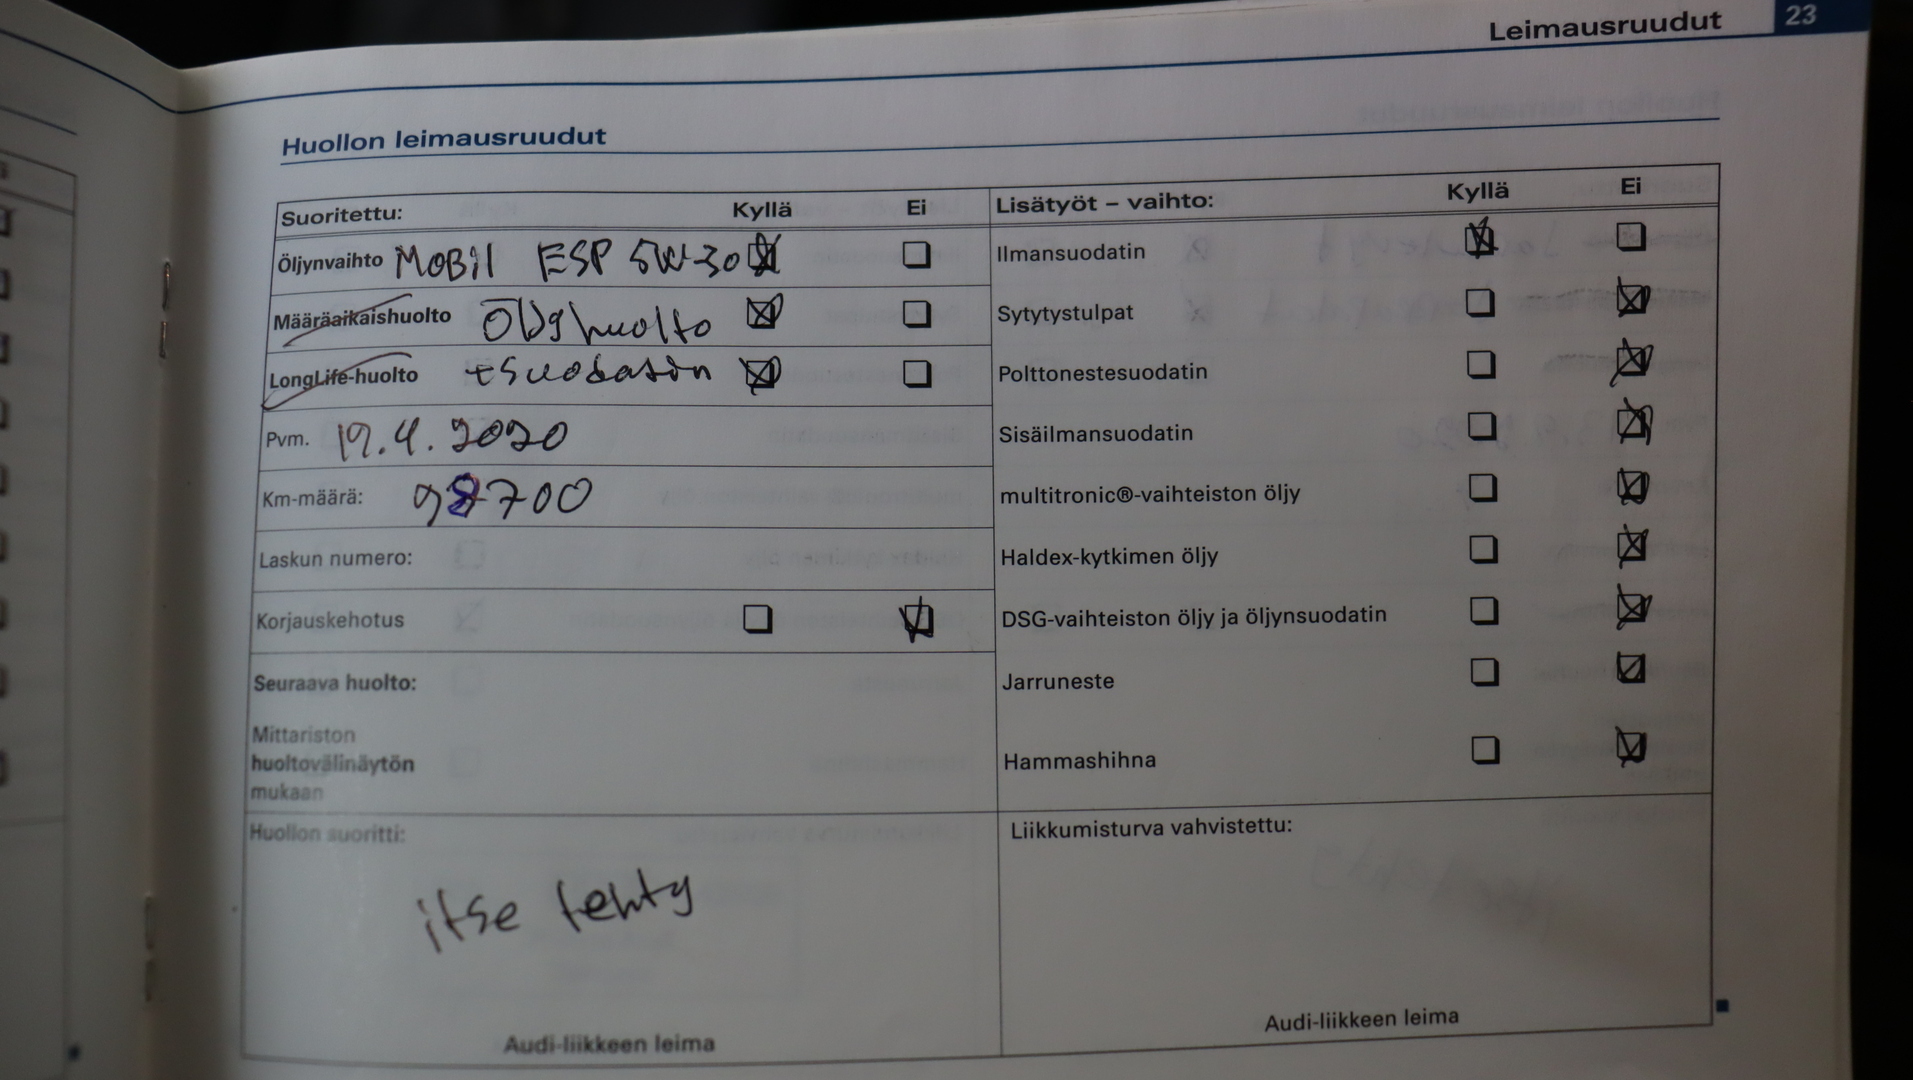 Leimausruudut 23
Huollon leimausruudut
Suoritettu: Kyllä Ei
Öljynvaihto MOBil ESP 5W-30
Määräaikaishuolto Öljyhuolto
LongLife-huolto + suodatin
Pvm. 19.4.2020
Km-määrä: 98700
Laskun numero:
Korjauskehotus
Seuraava huolto:
Mittariston
huoltovälinäytön
mukaan
Huollon suoritti:
itse tehty
Audi-liikkeen leima
Lisätyöt – vaihto: Kyllä Ei
Ilmansuodatin
Sytytystulpat
Polttonestesuodatin
Sisäilmansuodatin
multitronic®-vaihteiston öljy
Haldex-kytkimen öljy
DSG-vaihteiston öljy ja öljynsuodatin
Jarruneste
Hammashihna
Liikkumisturva vahvistettu:
Audi-liikkeen leima